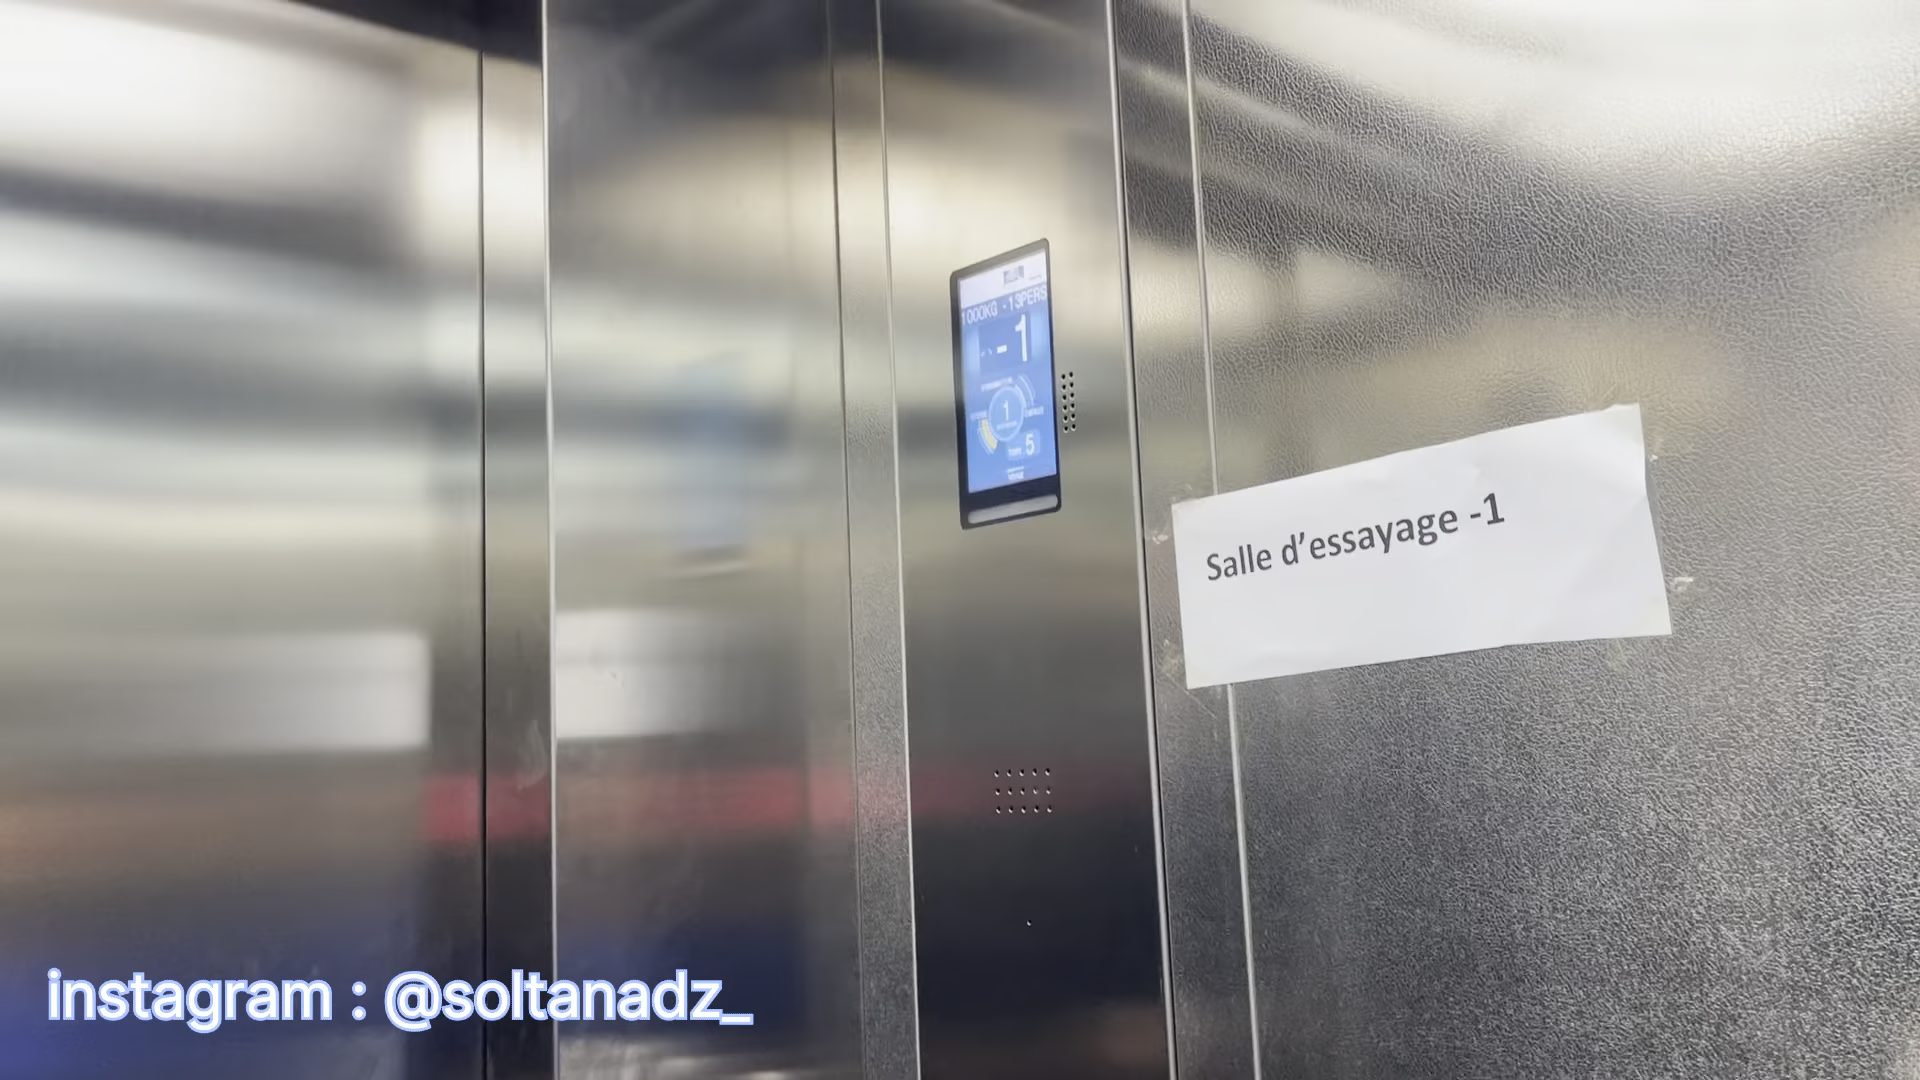 1000KG - 13PERS
-1
1
5
Salle d'essayage -1
instagram : @soltanadz_